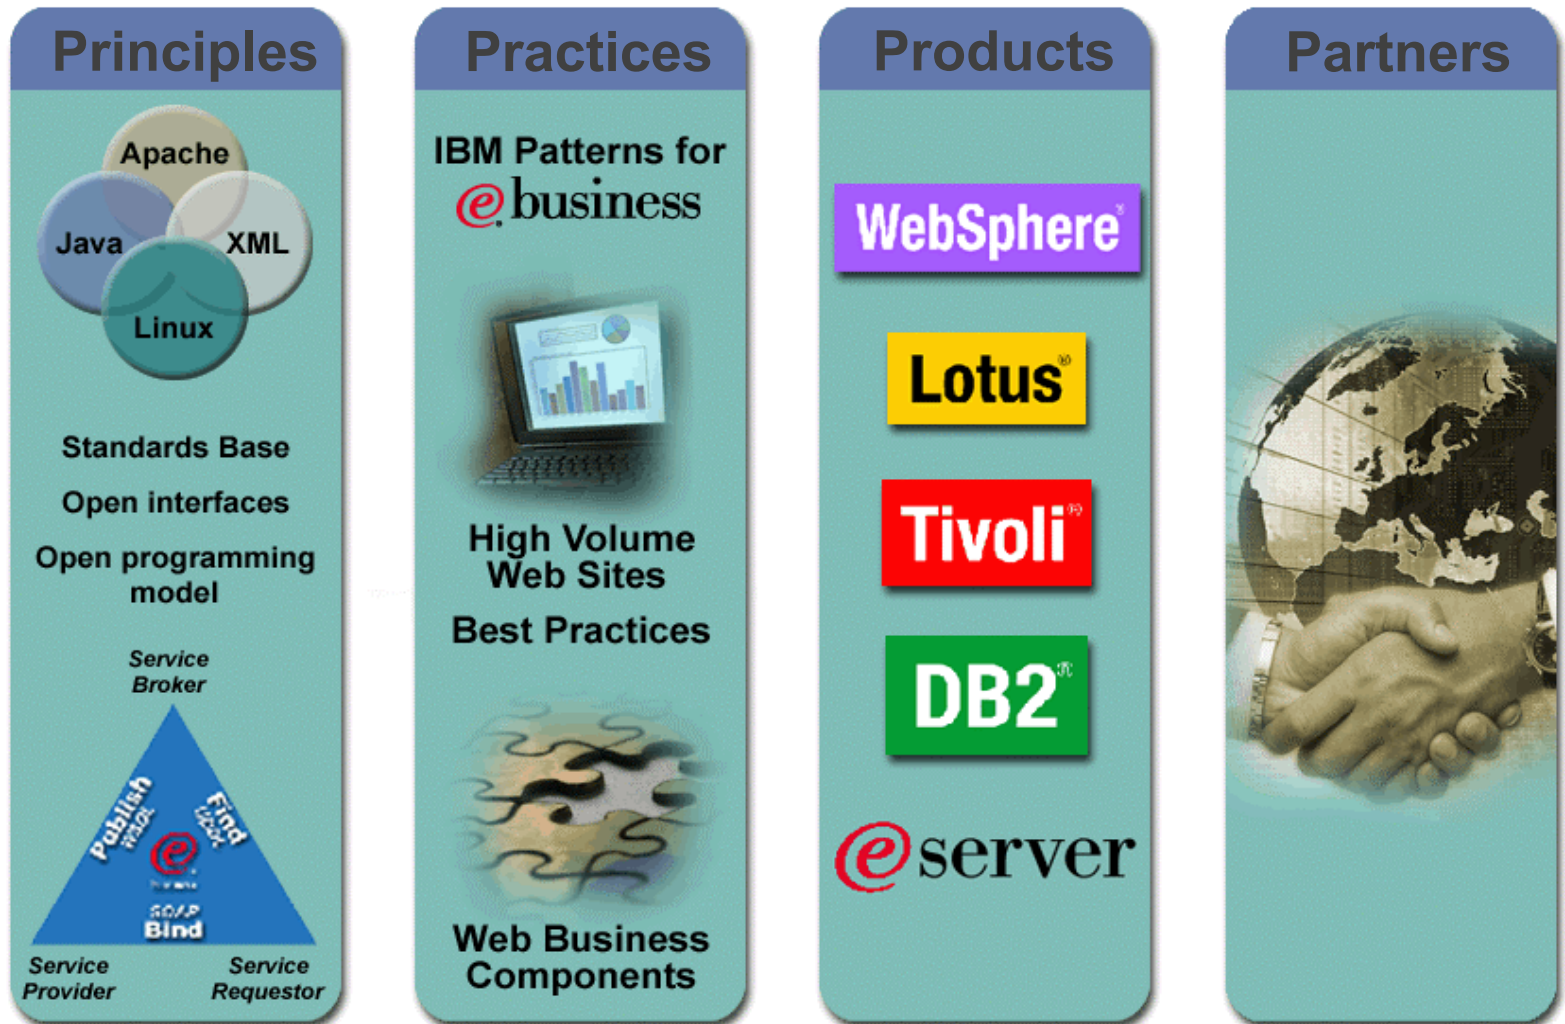 Principles
Apache
Java
XML
Linux
Standards Base
Open interfaces
Open programming
model
Service
Broker
Publish
WSDL
Find
UDDI
e
SOAP
Bind
Service
Provider
Service
Requestor
Practices
IBM Patterns for
e business
High Volume
Web Sites
Best Practices
Web Business
Components
Products
WebSphere®
Lotus®
Tivoli®
DB2®
e server
Partners